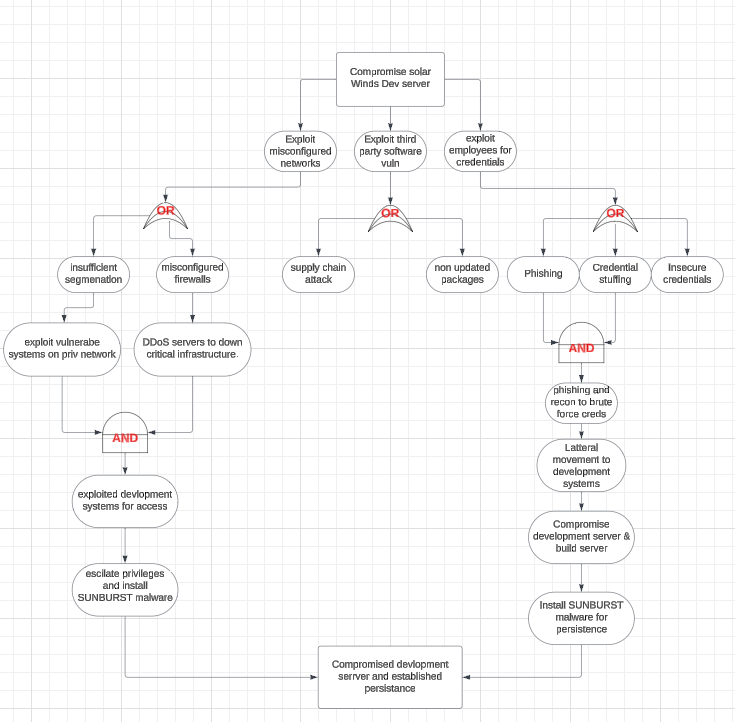 Compromise solar
Winds Dev server
Exploit
misconfigured
networks
Exploit third
party software
vuln
exploit
employees for
credentials
OR
OR
OR
insufficient
segmenation
misconfigured
firewalls
supply chain
attack
non updated
packages
Phishing
Credential
stuffing
Insecure
credentials
exploit vulnerabe
systems on priv network
DDoS servers to down
critical infrastructure.
AND
phishing and
recon to brute
force creds
AND
Latteral
movement to
development
systems
exploited devlopment
systems for access
Compromise
development server &
build server
escilate privileges
and install
SUNBURST malware
Install SUNBURST
malware for
persistence
Compromised devlopment
serrver and established
persistance